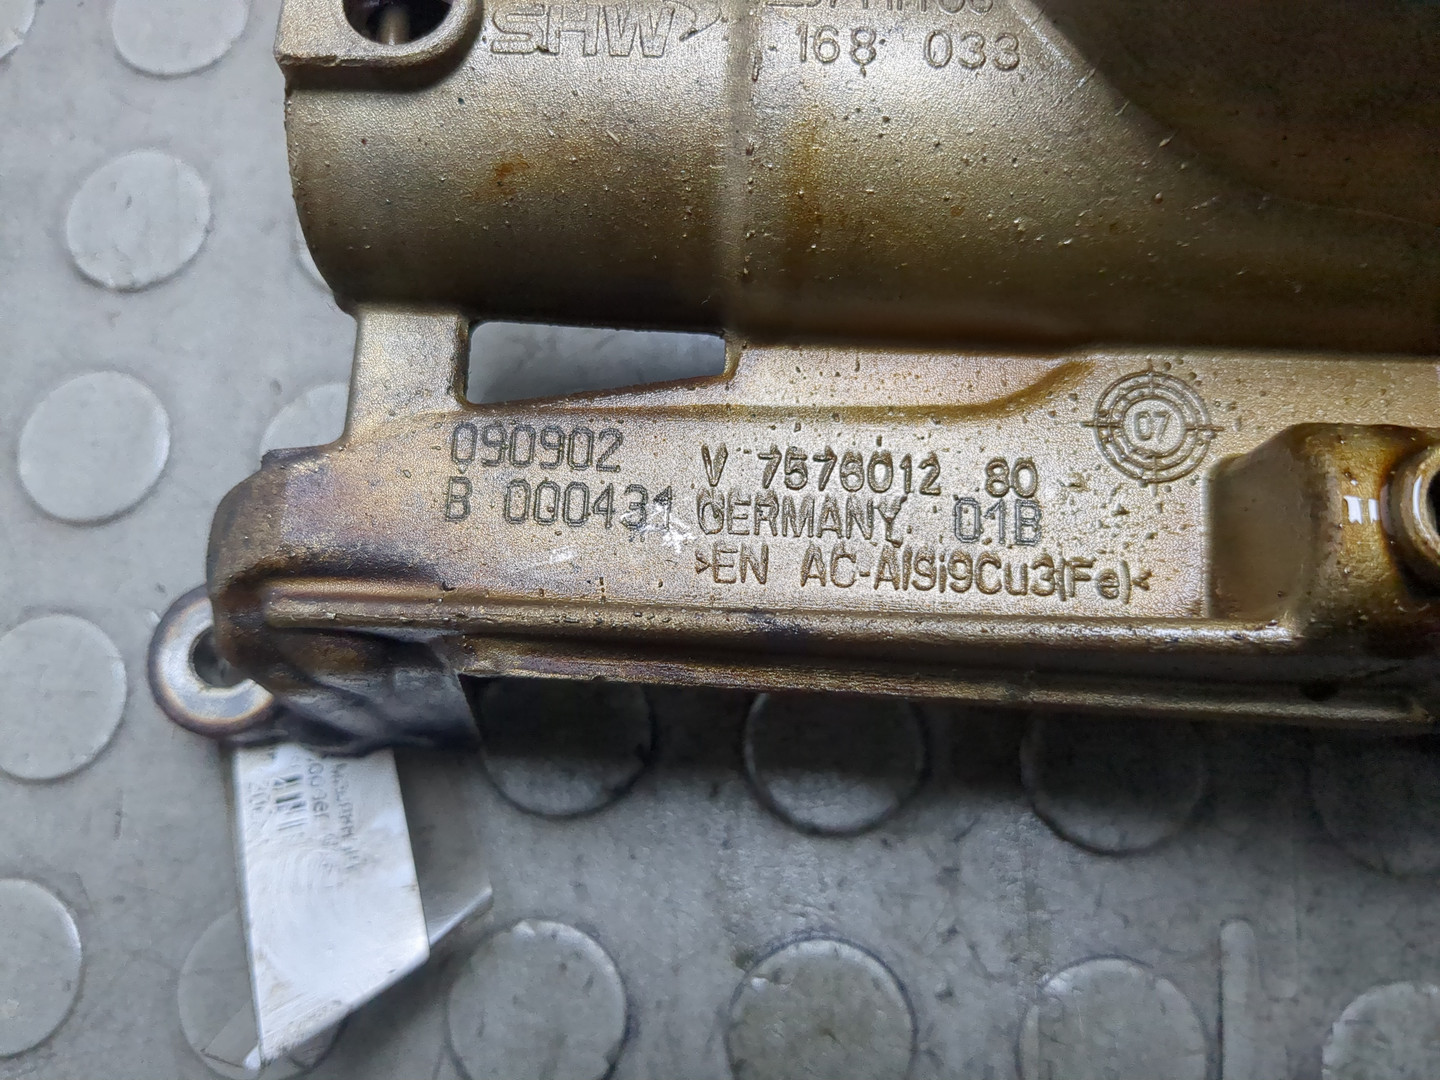 SHW
168 033
07
090902
B 000431
V 7576012 80
GERMANY 01B
>EN AC-AlSi9Cu3(Fe)<